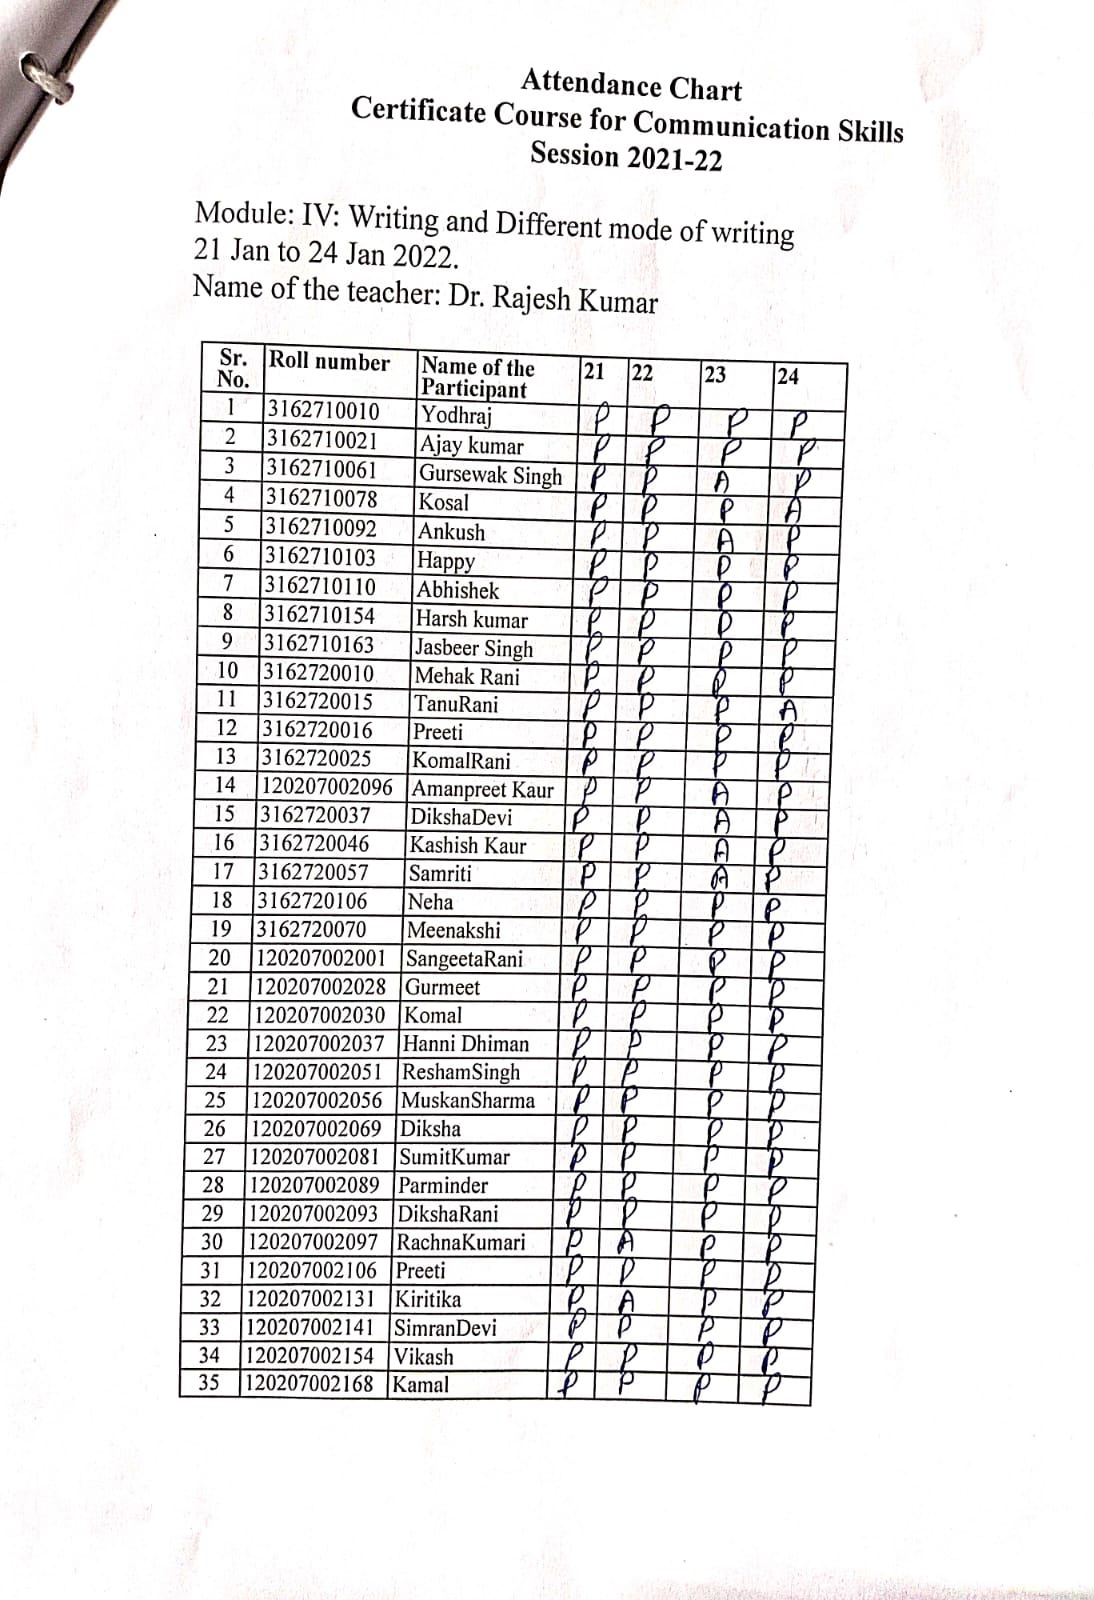 Attendance Chart
Certificate Course for Communication Skills
Session 2021-22
Module: IV: Writing and Different mode of writing
21 Jan to 24 Jan 2022.
Name of the teacher: Dr. Rajesh Kumar
Sr. No. Roll number Name of the Participant 21 22 23 24
1 3162710010 Yodhraj P P P P
2 3162710021 Ajay kumar P P P P
3 3162710061 Gursewak Singh P P A P
4 3162710078 Kosal P P P A
5 3162710092 Ankush P P A P
6 3162710103 Happy P P P P
7 3162710110 Abhishek P P P P
8 3162710154 Harsh kumar P P P P
9 3162710163 Jasbeer Singh P P P P
10 3162720010 Mehak Rani P P P P
11 3162720015 TanuRani P P P A
12 3162720016 Preeti P P P P
13 3162720025 KomalRani P P P P
14 120207002096 Amanpreet Kaur P P A P
15 3162720037 DikshaDevi P P A P
16 3162720046 Kashish Kaur P P A P
17 3162720057 Samriti P P A P
18 3162720106 Neha P P P P
19 3162720070 Meenakshi P P P P
20 120207002001 SangeetaRani P P P P
21 120207002028 Gurmeet P P P P
22 120207002030 Komal P P P P
23 120207002037 Hanni Dhiman P P P P
24 120207002051 ReshamSingh P P P P
25 120207002056 MuskanSharma P P P P
26 120207002069 Diksha P P P P
27 120207002081 SumitKumar P P P P
28 120207002089 Parminder P P P P
29 120207002093 DikshaRani P P P P
30 120207002097 RachnaKumari P A P P
31 120207002106 Preeti P P P P
32 120207002131 Kiritika P A P P
33 120207002141 SimranDevi P P P P
34 120207002154 Vikash P P P P
35 120207002168 Kamal P P P P